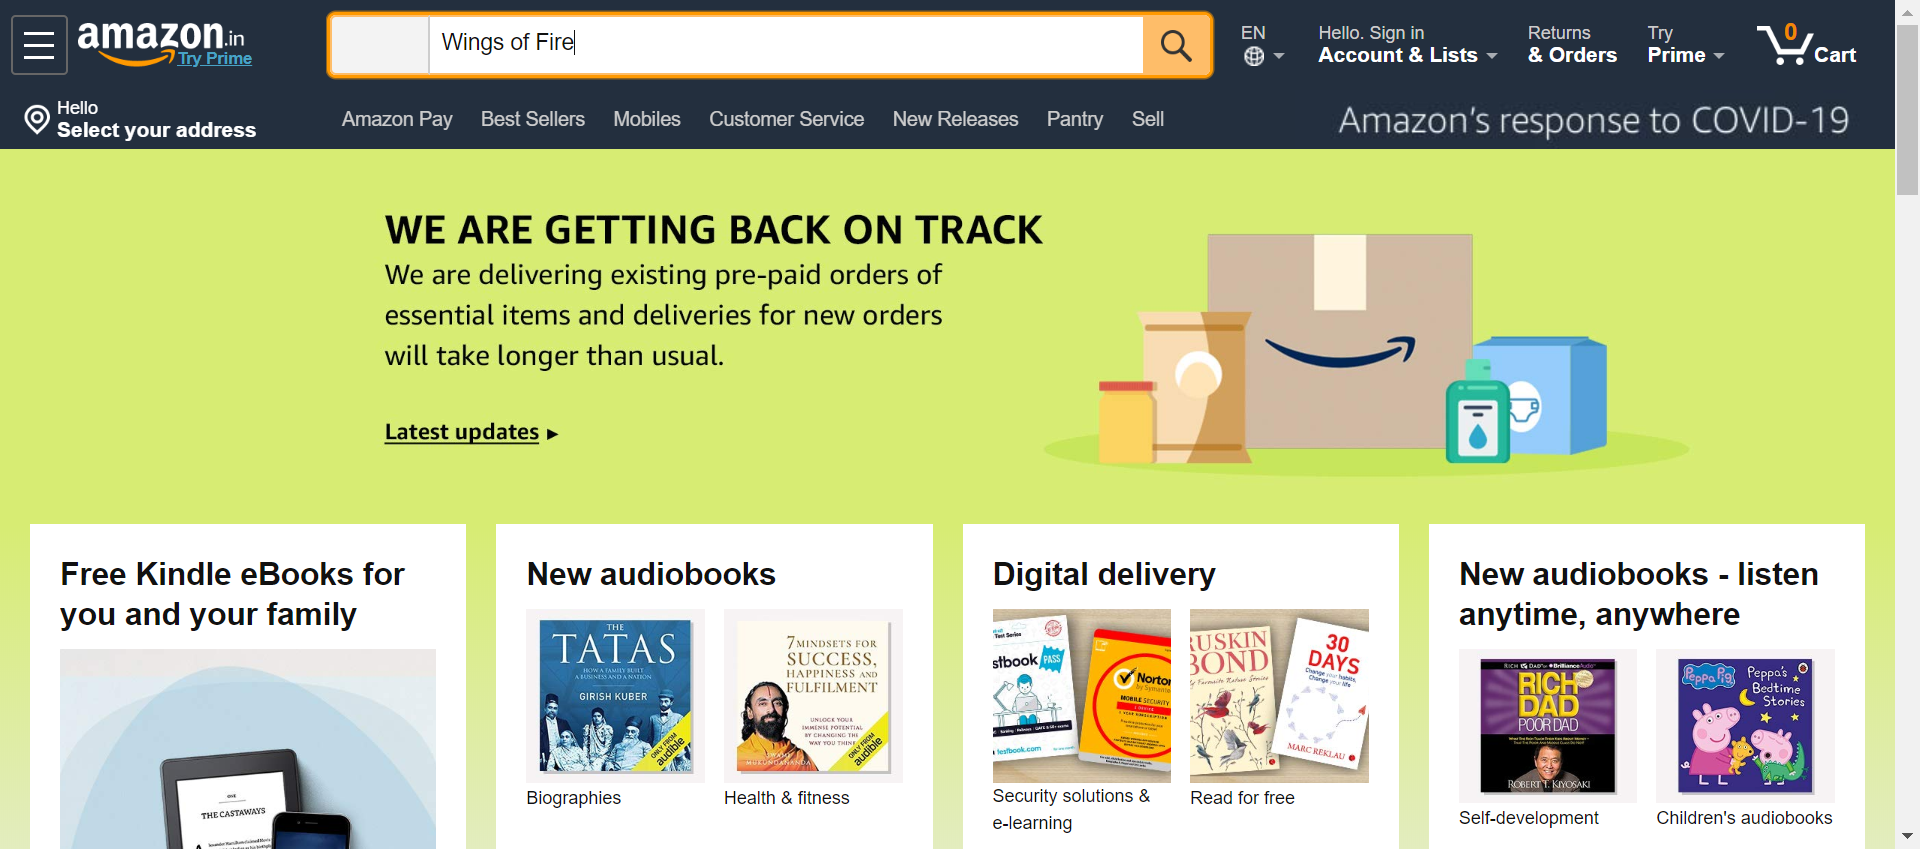 amazon.in
Try Prime
Wings of Fire
EN
Hello. Sign in
Account & Lists
Returns
& Orders
Try
Prime
0
Cart
Hello
Select your address
Amazon Pay
Best Sellers
Mobiles
Customer Service
New Releases
Pantry
Sell
Amazon's response to COVID-19
WE ARE GETTING BACK ON TRACK
We are delivering existing pre-paid orders of
essential items and deliveries for new orders
will take longer than usual.
Latest updates
Free Kindle eBooks for
you and your family
ONE
THE CASTAWAYS
New audiobooks
THE
TATAS
HOW A FAMILY BUILT
A BUSINESS AND A NATION
GIRISH KUBER
ONLY FROM
audible
Biographies
7 MINDSETS FOR
SUCCESS,
HAPPINESS AND
FULFILMENT
UNLOCK YOUR
IMMENSE POTENTIAL
BY CHANGING THE
WAY YOU THINK
SWAMI
MUKUNDANANDA
ONLY FROM
audible
Health & fitness
Digital delivery
Test Series
stbook PASS
testbook.com
Norton
by Symantec
MOBILE SECURITY
Security solutions &
e-learning
RUSKIN
BOND
My Favourite Nature Stories
30
DAYS
Change your habits,
Change your life
MARC REKLAU
Read for free
New audiobooks - listen
anytime, anywhere
RICH DAD
BrillianceAudio
RICH
DAD
POOR DAD
ROBERT T. KIYOSAKI
Self-development
Peppa Pig
Peppa's
Bedtime
Stories
Children's audiobooks